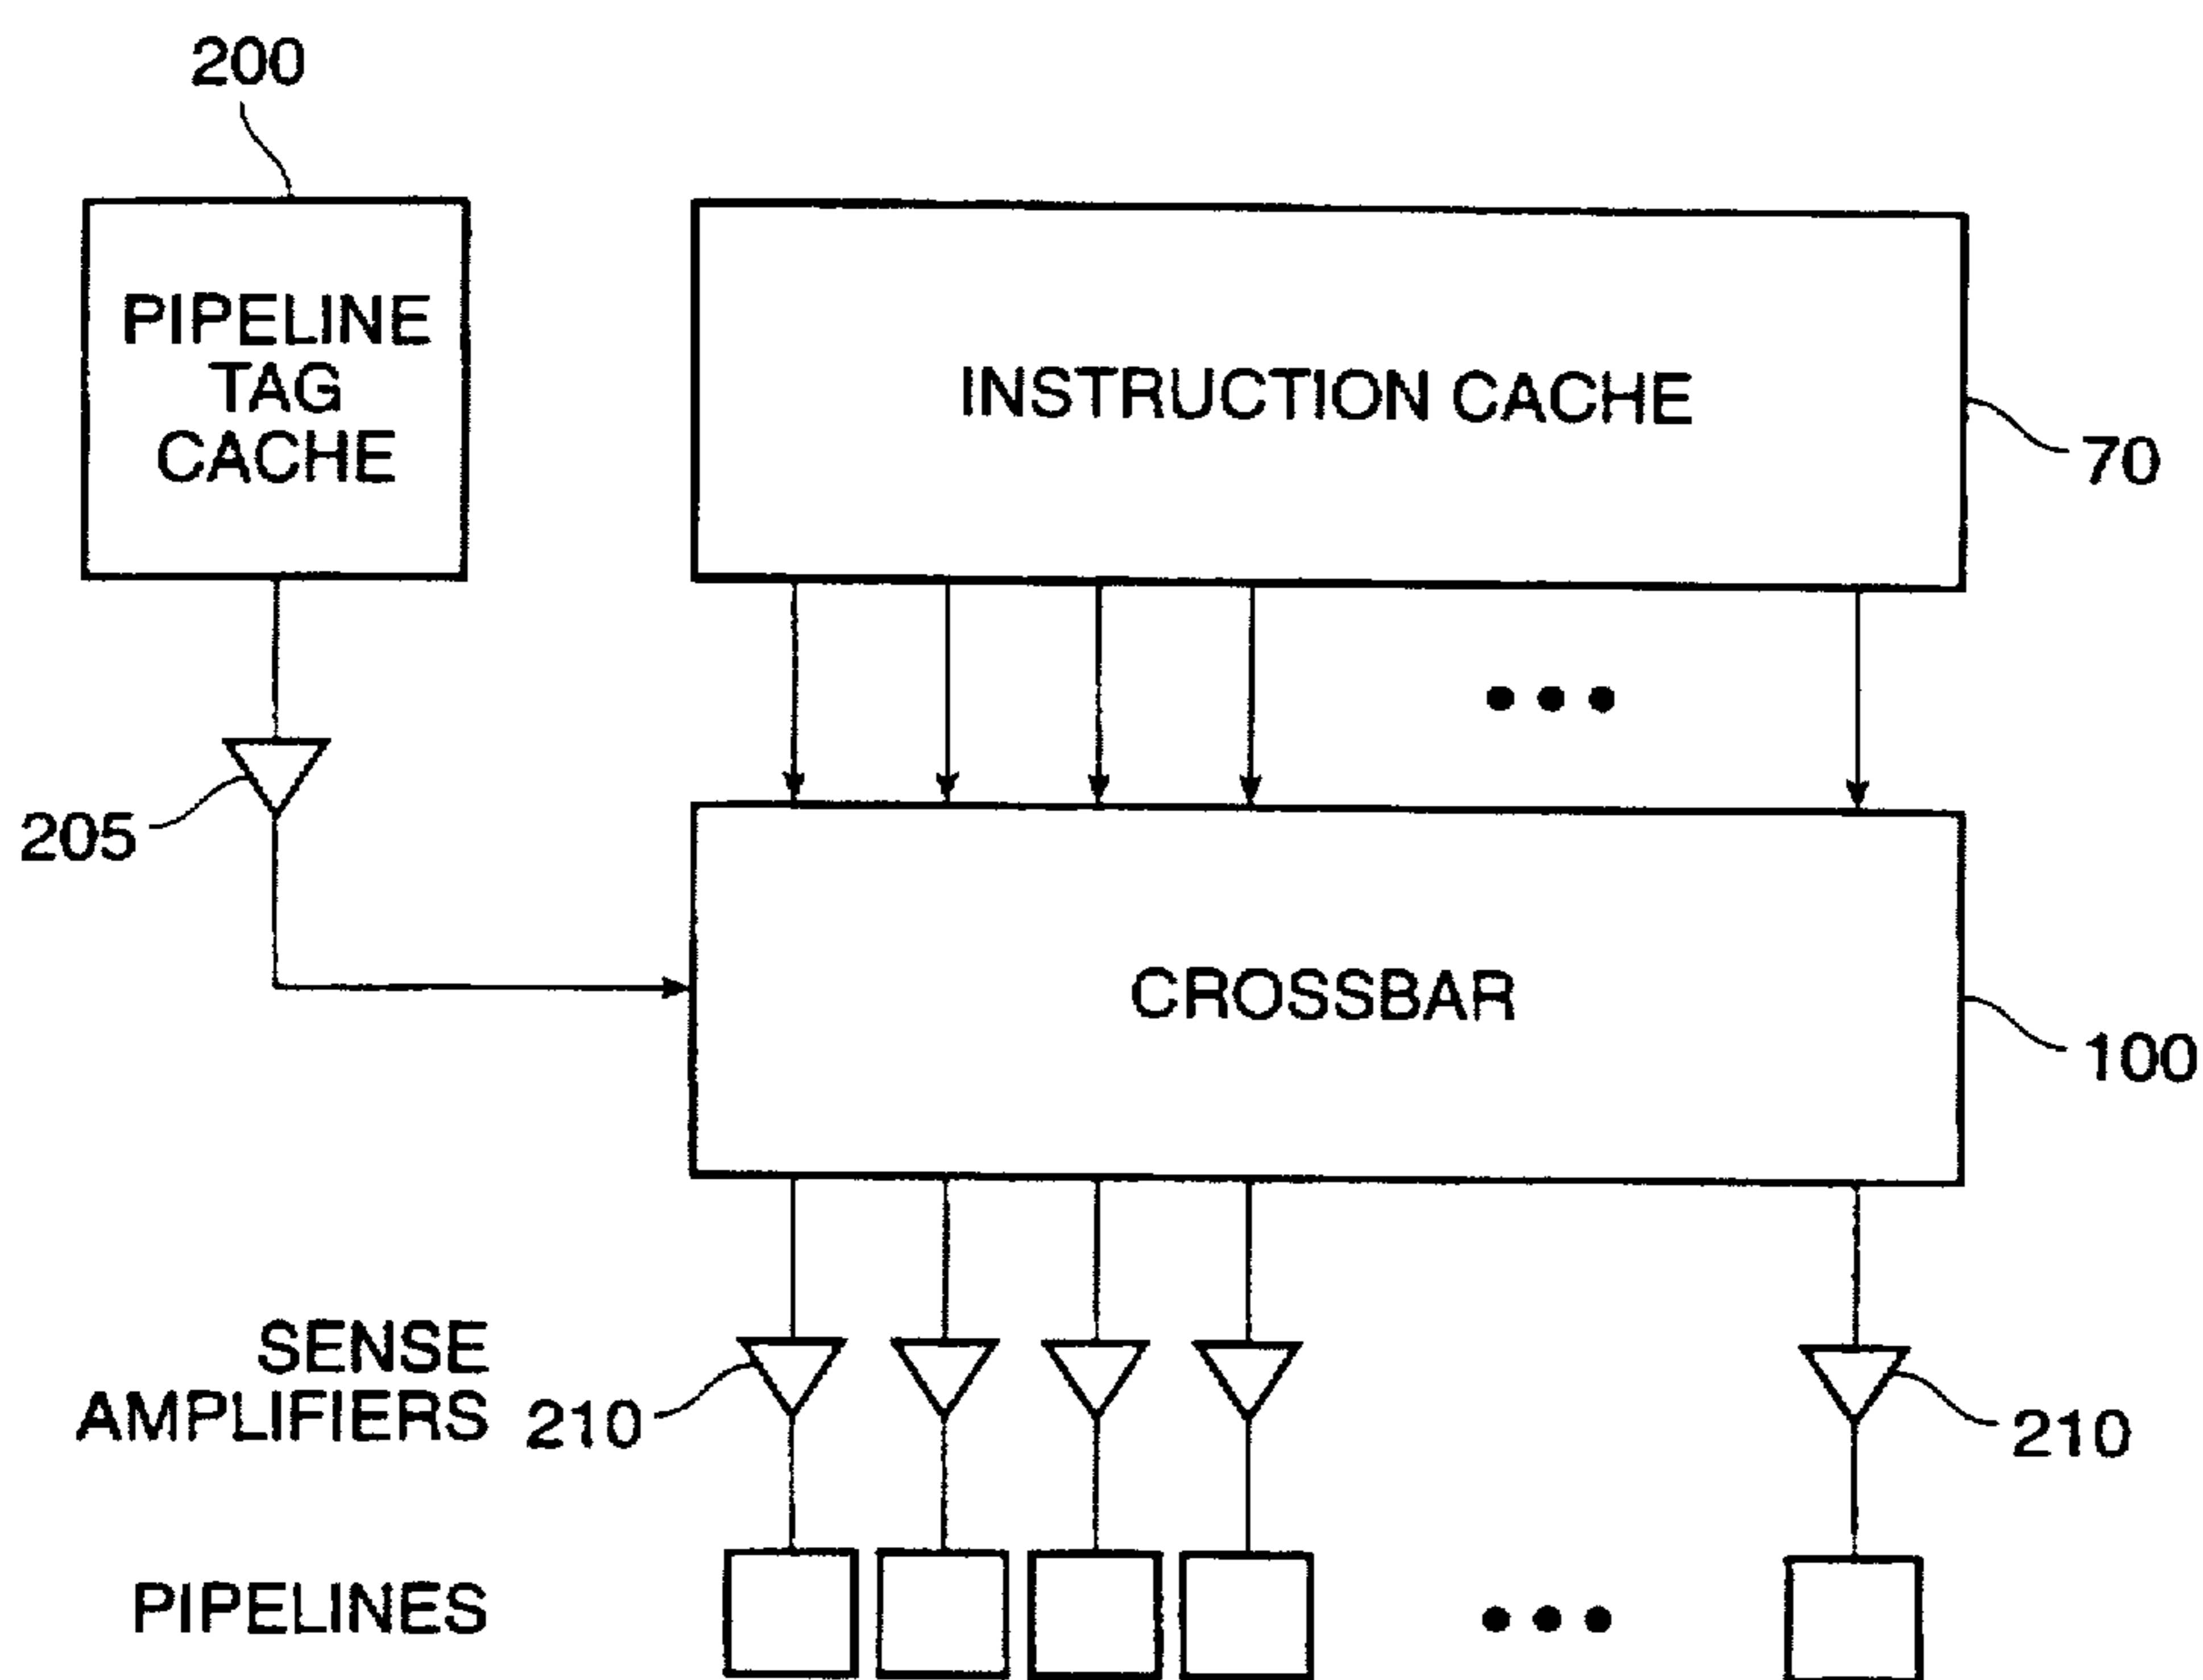 200
PIPELINE
TAG
CACHE
INSTRUCTION CACHE
70
205
CROSSBAR
100
SENSE
AMPLIFIERS
210
210
PIPELINES